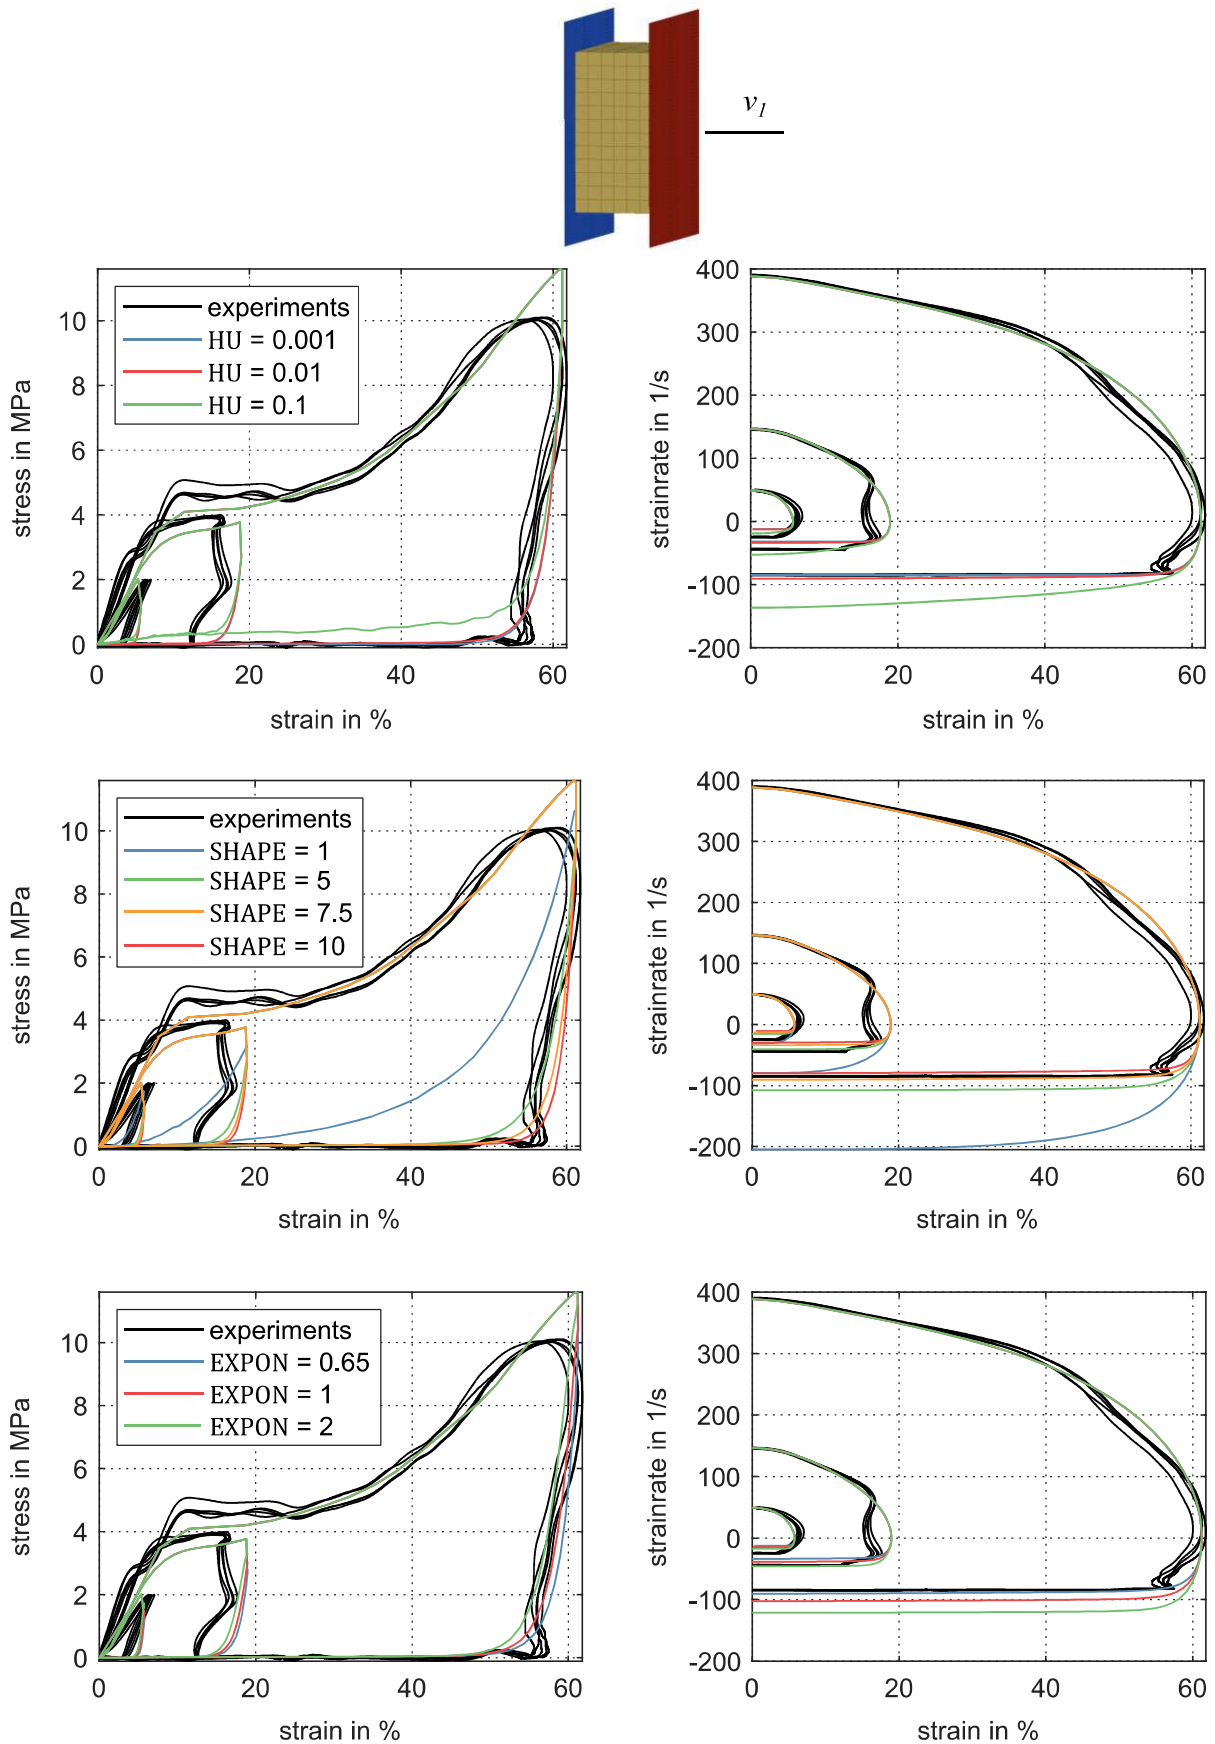 v1
experiments
HU = 0.001
HU = 0.01
HU = 0.1
stress in MPa
10
8
6
4
2
0
0 20 40 60
strain in %
strainrate in 1/s
400
300
200
100
0
-100
-200
0 20 40 60
strain in %
experiments
SHAPE = 1
SHAPE = 5
SHAPE = 7.5
SHAPE = 10
stress in MPa
10
8
6
4
2
0
0 20 40 60
strain in %
strainrate in 1/s
400
300
200
100
0
-100
-200
0 20 40 60
strain in %
experiments
EXPON = 0.65
EXPON = 1
EXPON = 2
stress in MPa
10
8
6
4
2
0
0 20 40 60
strain in %
strainrate in 1/s
400
300
200
100
0
-100
-200
0 20 40 60
strain in %